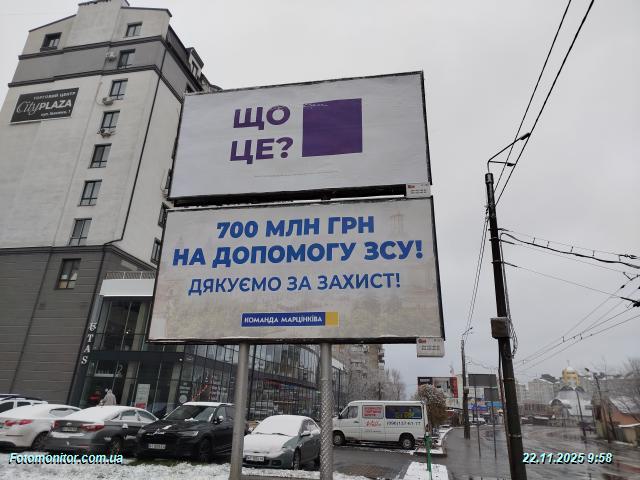 ТОРГОВИЙ ЦЕНТР
CityPLAZA
ЩО
ЦЕ?
700 МЛН ГРН
НА ДОПОМОГУ ЗСУ!
ДЯКУЄМО ЗА ЗАХИСТ!
КОМАНДА МАРЦІНКІВА
ETAS
Fotomonitor.com.ua
22.11.2025 9:58